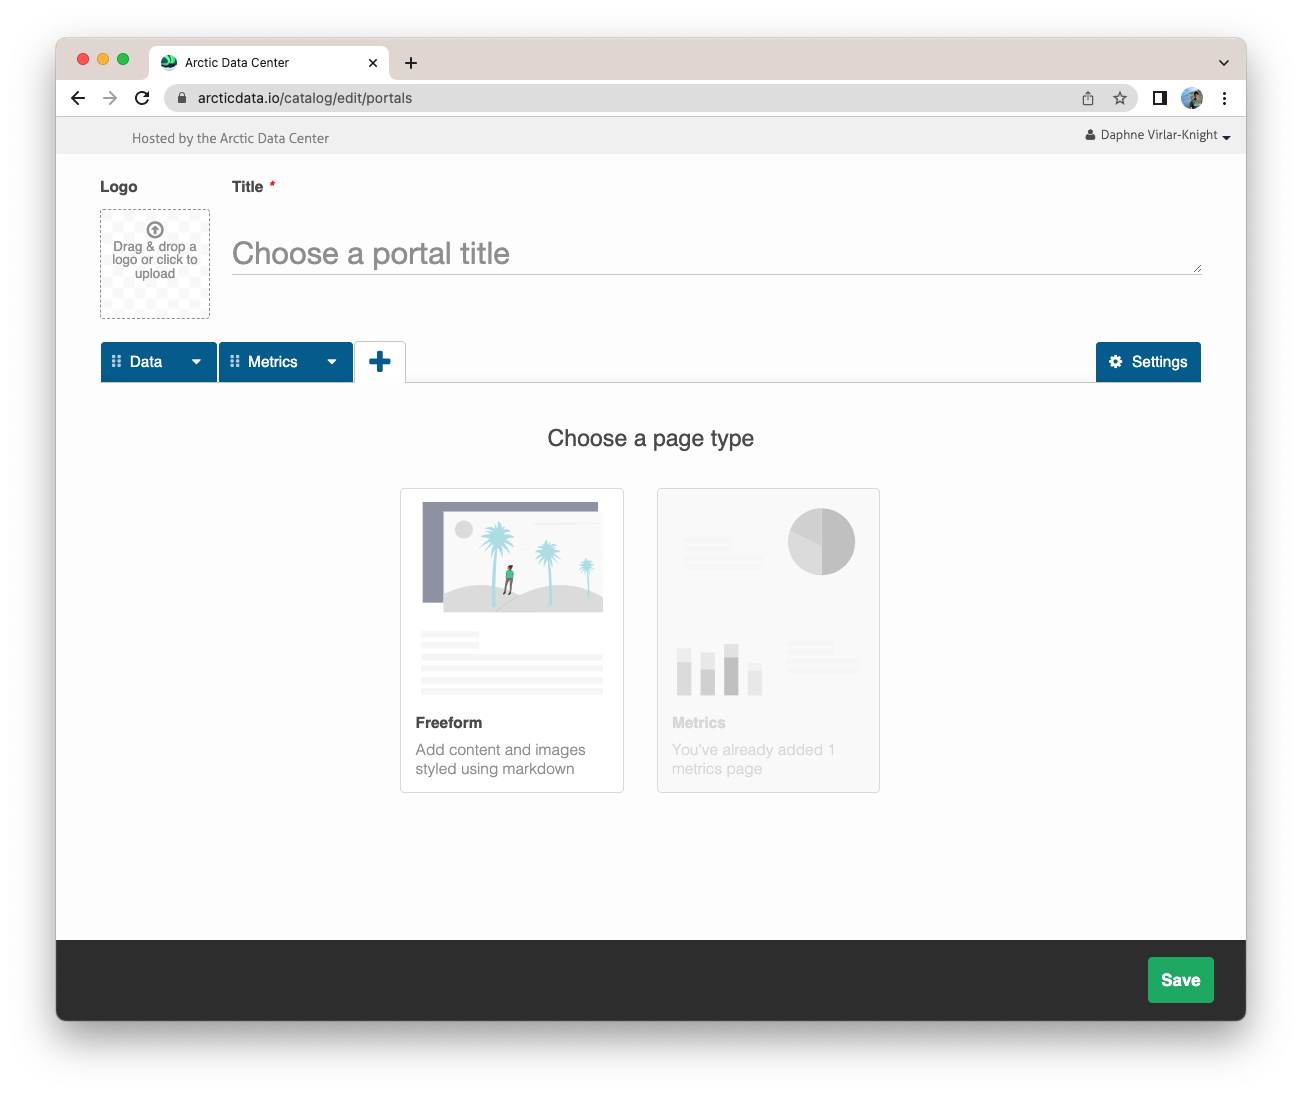 Arctic Data Center
arcticdata.io/catalog/edit/portals
Hosted by the Arctic Data Center
Daphne Virlar-Knight
Logo
Title *
Drag & drop a
logo or click to
upload
Choose a portal title
Data
Metrics
Settings
Choose a page type
Freeform
Add content and images
styled using markdown
Metrics
You've already added 1
metrics page
Save